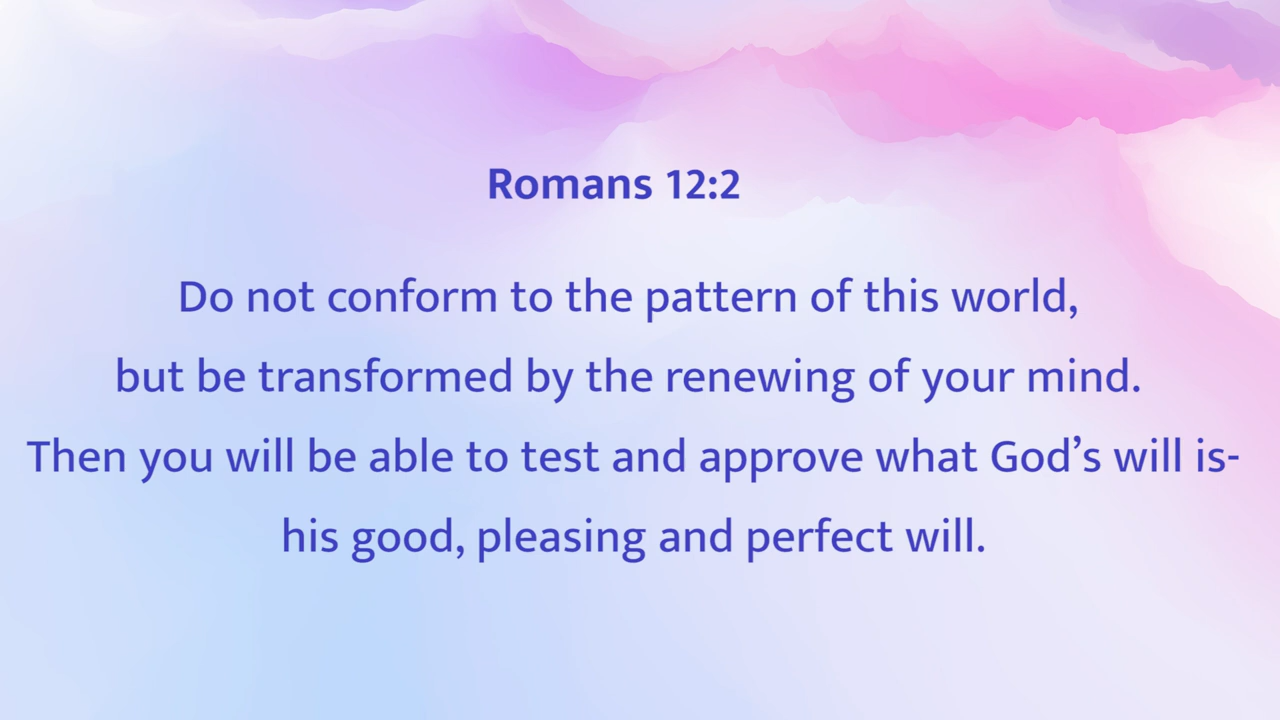 Romans 12:2
Do not conform to the pattern of this world,
but be transformed by the renewing of your mind.
Then you will be able to test and approve what God’s will is-
his good, pleasing and perfect will.